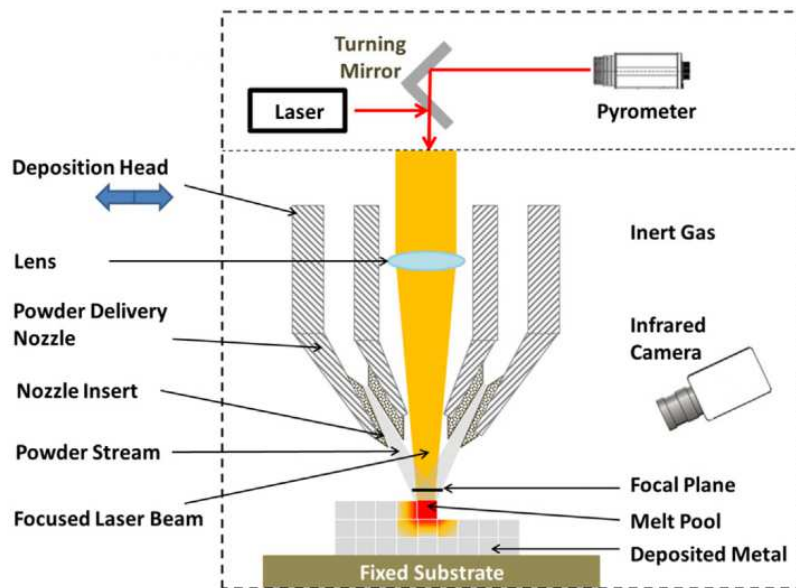 Turning
Mirror
Laser
Pyrometer
Deposition Head
Lens
Powder Delivery
Nozzle
Nozzle Insert
Powder Stream
Focused Laser Beam
Inert Gas
Infrared
Camera
Focal Plane
Melt Pool
Deposited Metal
Fixed Substrate